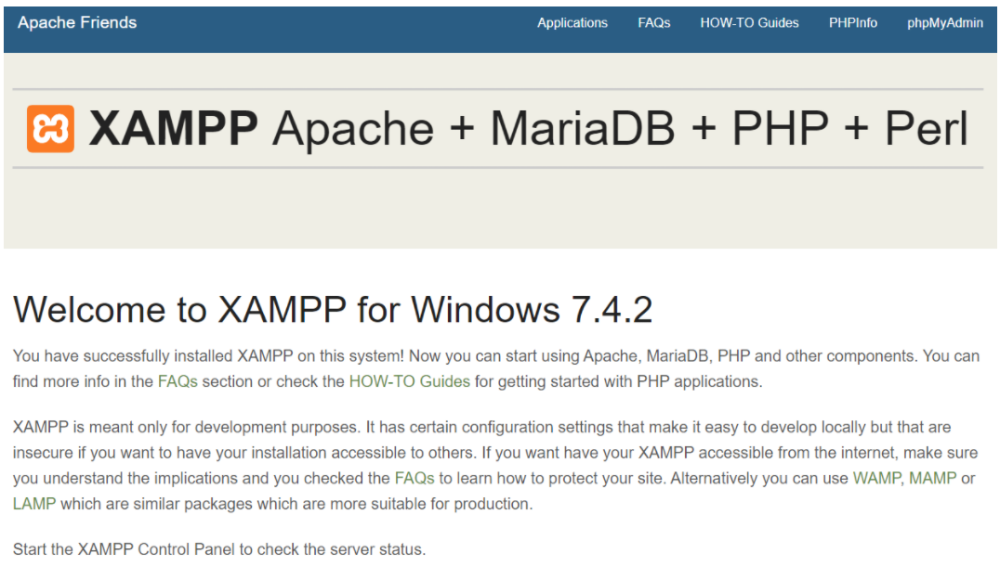 Apache Friends Applications FAQs HOW-TO Guides PHPInfo phpMyAdmin
XAMPP Apache + MariaDB + PHP + Perl
Welcome to XAMPP for Windows 7.4.2
You have successfully installed XAMPP on this system! Now you can start using Apache, MariaDB, PHP and other components. You can
find more info in the FAQs section or check the HOW-TO Guides for getting started with PHP applications.
XAMPP is meant only for development purposes. It has certain configuration settings that make it easy to develop locally but that are
insecure if you want to have your installation accessible to others. If you want have your XAMPP accessible from the internet, make sure
you understand the implications and you checked the FAQs to learn how to protect your site. Alternatively you can use WAMP, MAMP or
LAMP which are similar packages which are more suitable for production.
Start the XAMPP Control Panel to check the server status.